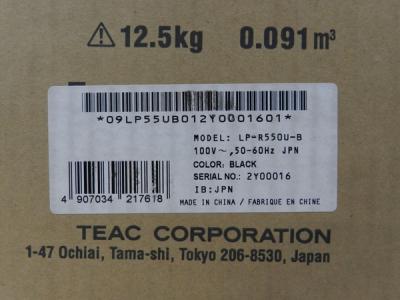 ⚠ 12.5kg 0.091m³
*09LP55UB012Y0001601*
MODEL: LP-R550U-B
100V~,50-60Hz JPN
COLOR: BLACK
SERIAL NO.: 2Y00016
IB:JPN
4 907034 217618
MADE IN CHINA / FABRIQUE EN CHINE
TEAC CORPORATION
1-47 Ochiai, Tama-shi, Tokyo 206-8530, Japan